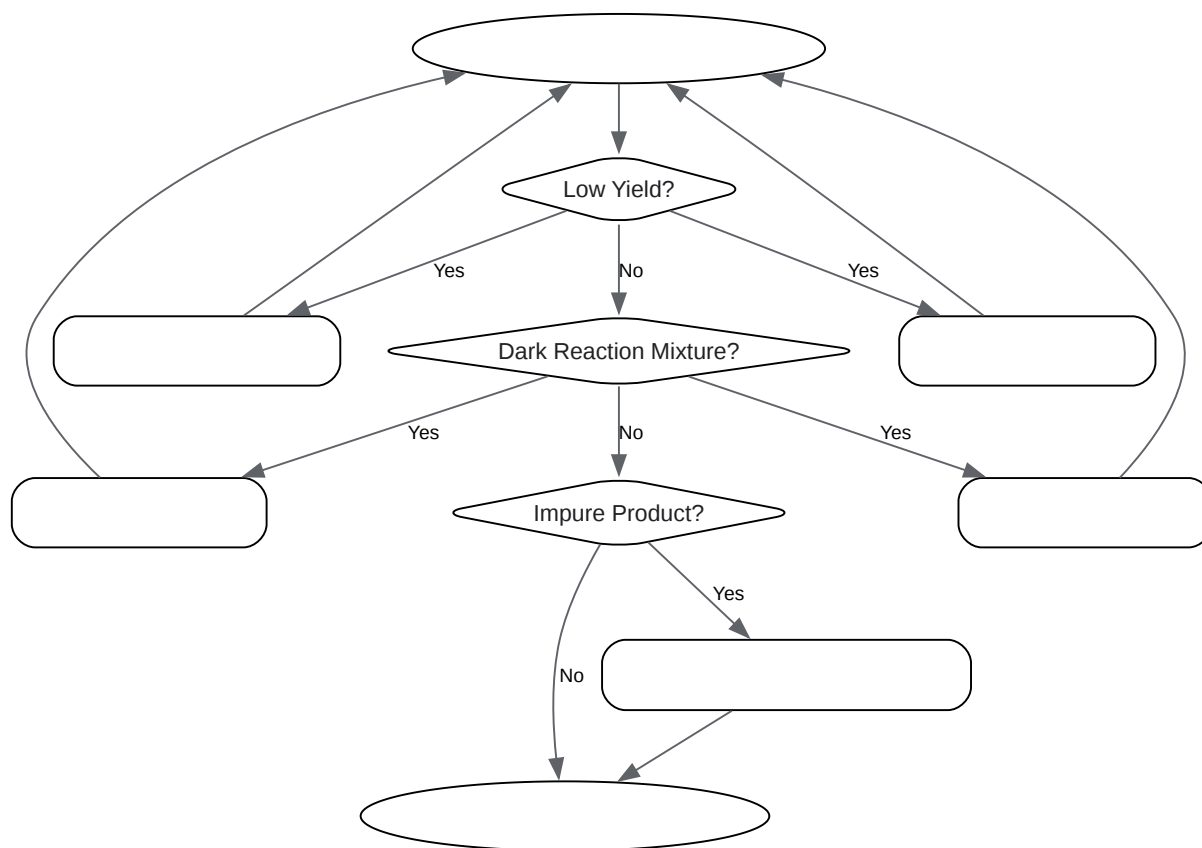 Low Yield?
Yes
No
Yes
Dark Reaction Mixture?
Yes
No
Yes
Impure Product?
Yes
No